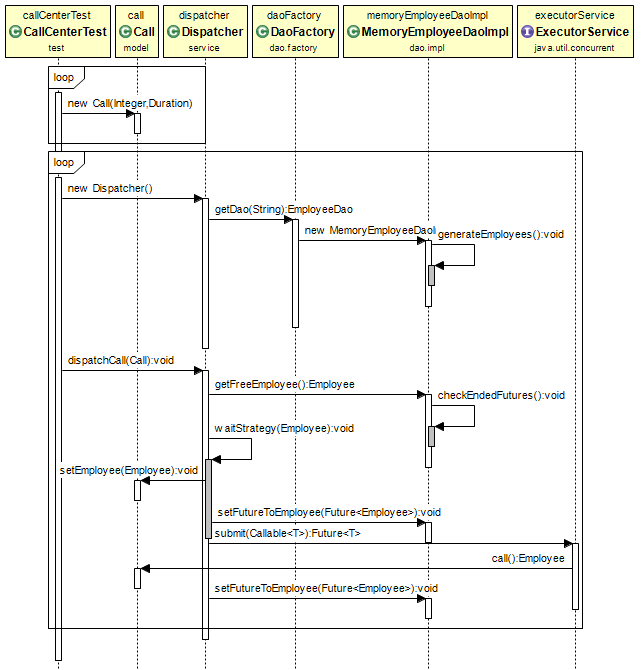 callCenterTest
CallCenterTest
test
call
Call
model
dispatcher
Dispatcher
service
daoFactory
DaoFactory
dao.factory
memoryEmployeeDaoImpl
MemoryEmployeeDaoImpl
dao.impl
executorService
ExecutorService
java.util.concurrent
loop
new Call(Integer,Duration)
loop
new Dispatcher()
getDao(String):EmployeeDao
new MemoryEmployeeDaoI
generateEmployees():void
dispatchCall(Call):void
getFreeEmployee():Employee
checkEndedFutures():void
waitStrategy(Employee):void
setEmployee(Employee):void
setFutureToEmployee(Future<Employee>):void
submit(Callable<T>):Future<T>
call():Employee
setFutureToEmployee(Future<Employee>):void